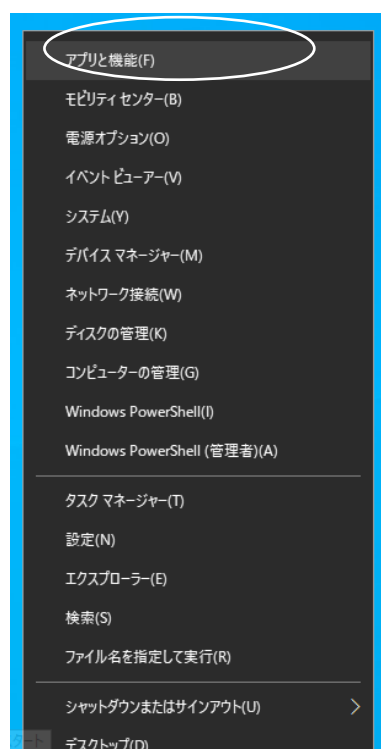 アプリと機能(F)
モビリティ センター(B)
電源オプション(O)
イベント ビューアー(V)
システム(Y)
デバイス マネージャー(M)
ネットワーク接続(W)
ディスクの管理(K)
コンピューターの管理(G)
Windows PowerShell(I)
Windows PowerShell (管理者)(A)
タスク マネージャー(T)
設定(N)
エクスプローラー(E)
検索(S)
ファイル名を指定して実行(R)
シャットダウンまたはサインアウト(U)
デスクトップ(D)